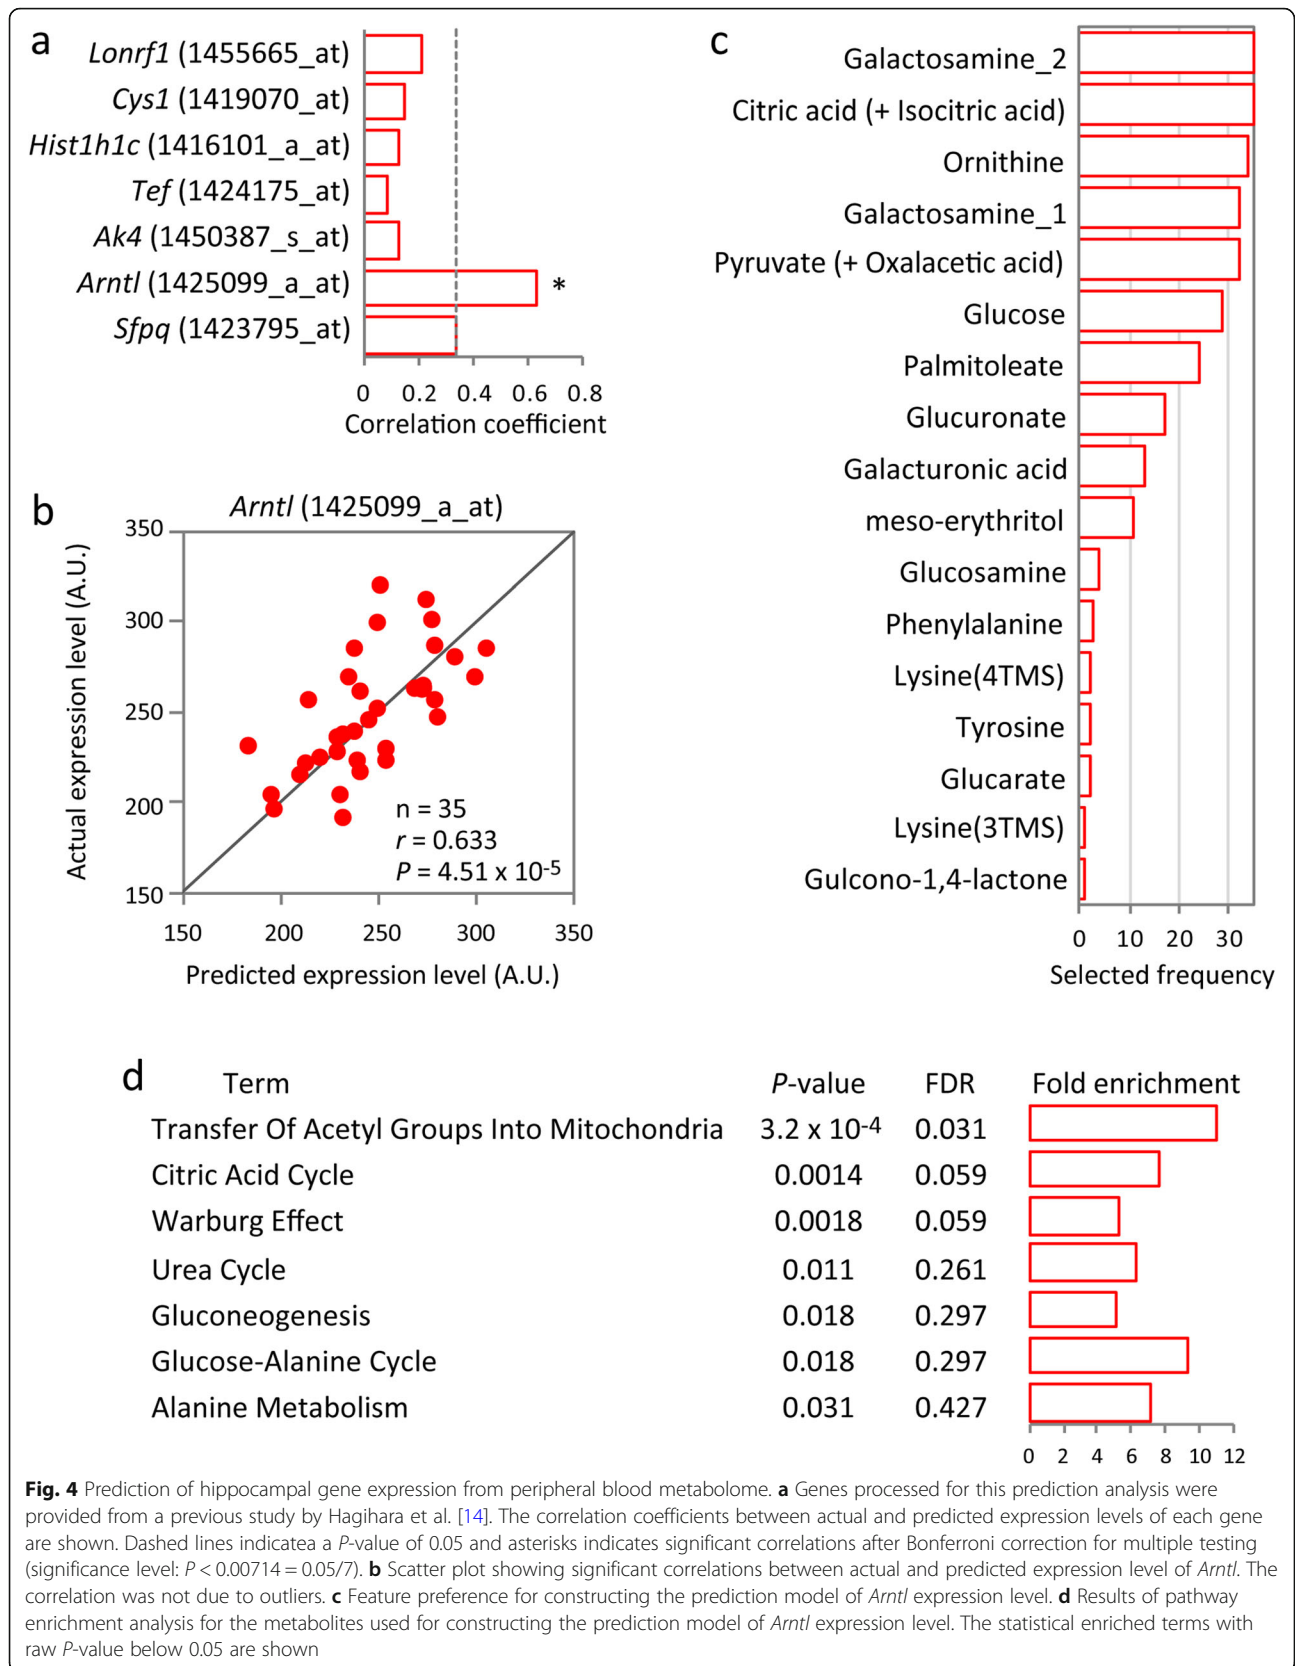 a
Lonrf1 (1455665_at)
Cys1 (1419070_at)
Hist1h1c (1416101_a_at)
Tef (1424175_at)
Ak4 (1450387_s_at)
Arntl (1425099_a_at)
*
Sfpq (1423795_at)
0 0.2 0.4 0.6 0.8
Correlation coefficient
b
Arntl (1425099_a_at)
Actual expression level (A.U.)
350
300
250
200
150
n = 35
r = 0.633
P = 4.51 x 10-5
150 200 250 300 350
Predicted expression level (A.U.)
c
Galactosamine_2
Citric acid (+ Isocitric acid)
Ornithine
Galactosamine_1
Pyruvate (+ Oxalacetic acid)
Glucose
Palmitoleate
Glucuronate
Galacturonic acid
meso-erythritol
Glucosamine
Phenylalanine
Lysine(4TMS)
Tyrosine
Glucarate
Lysine(3TMS)
Gulcono-1,4-lactone
0 10 20 30
Selected frequency
d
Term P-value FDR Fold enrichment
Transfer Of Acetyl Groups Into Mitochondria 3.2 x 10-4 0.031
Citric Acid Cycle 0.0014 0.059
Warburg Effect 0.0018 0.059
Urea Cycle 0.011 0.261
Gluconeogenesis 0.018 0.297
Glucose-Alanine Cycle 0.018 0.297
Alanine Metabolism 0.031 0.427
0 2 4 6 8 10 12
Fig. 4 Prediction of hippocampal gene expression from peripheral blood metabolome. a Genes processed for this prediction analysis were
provided from a previous study by Hagihara et al. [14]. The correlation coefficients between actual and predicted expression levels of each gene
are shown. Dashed lines indicatea a P-value of 0.05 and asterisks indicates significant correlations after Bonferroni correction for multiple testing
(significance level: P < 0.00714 = 0.05/7). b Scatter plot showing significant correlations between actual and predicted expression level of Arntl. The
correlation was not due to outliers. c Feature preference for constructing the prediction model of Arntl expression level. d Results of pathway
enrichment analysis for the metabolites used for constructing the prediction model of Arntl expression level. The statistical enriched terms with
raw P-value below 0.05 are shown